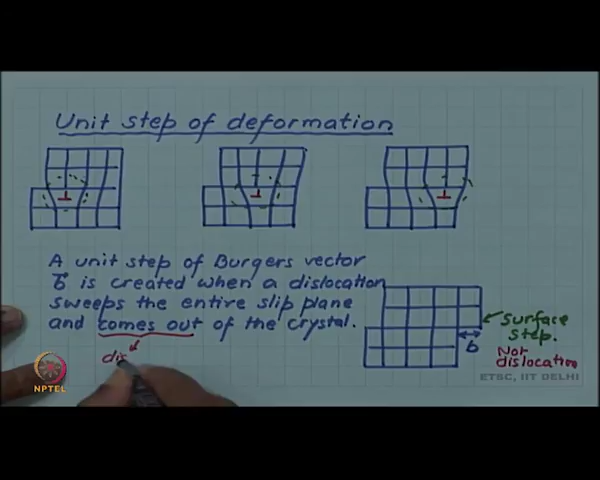 Unit step of deformation
A unit step of Burgers vector
b is created when a dislocation
sweeps the entire slip plane
and comes out of the crystal.
dis
Surface
step.
b
Not
dislocation
NPTEL
ETSC, IIT DELHI